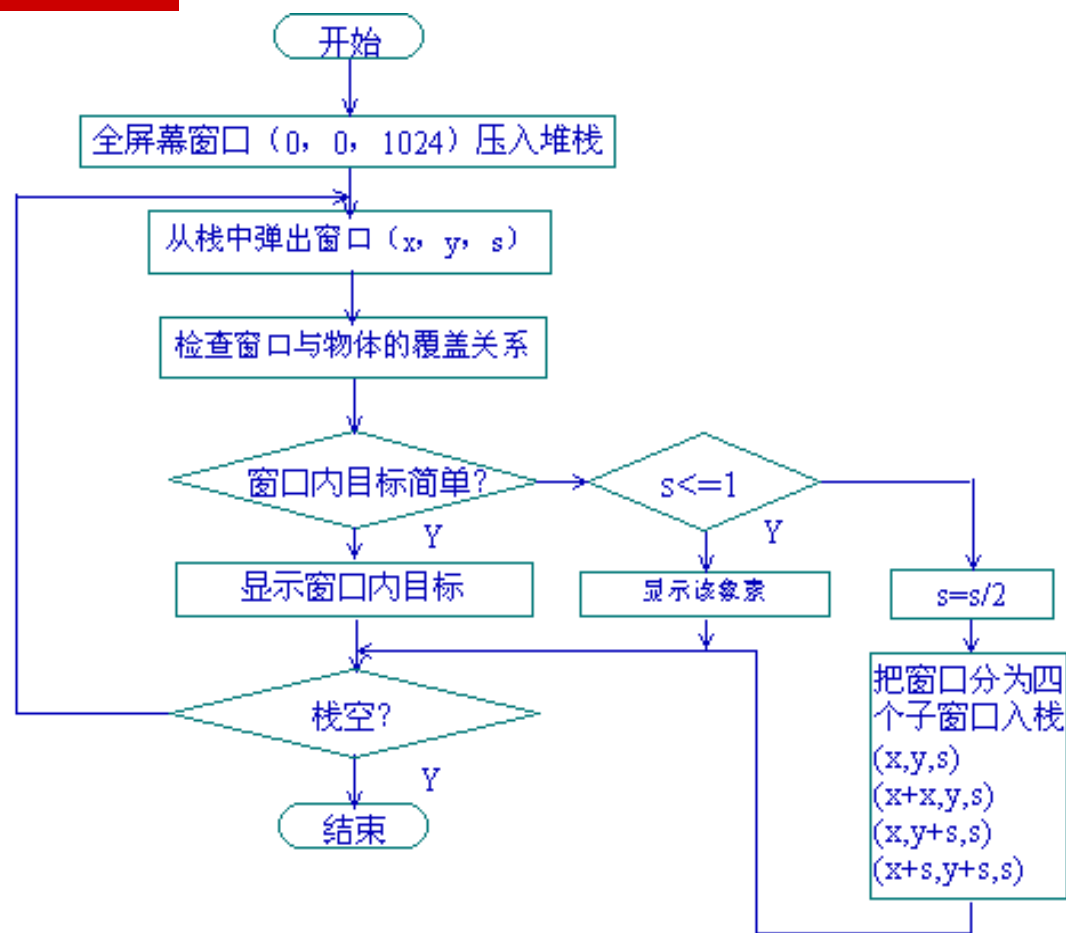 开始
全屏幕窗口（0，0，1024）压入堆栈
从栈中弹出窗口（x，y，s）
检查窗口与物体的覆盖关系
窗口内目标简单?
s<=1
Y
Y
显示窗口内目标
显示该象素
s=s/2
把窗口分为四
个子窗口入栈
(x,y,s)
(x+x,y,s)
(x,y+s,s)
(x+s,y+s,s)
栈空?
Y
结束